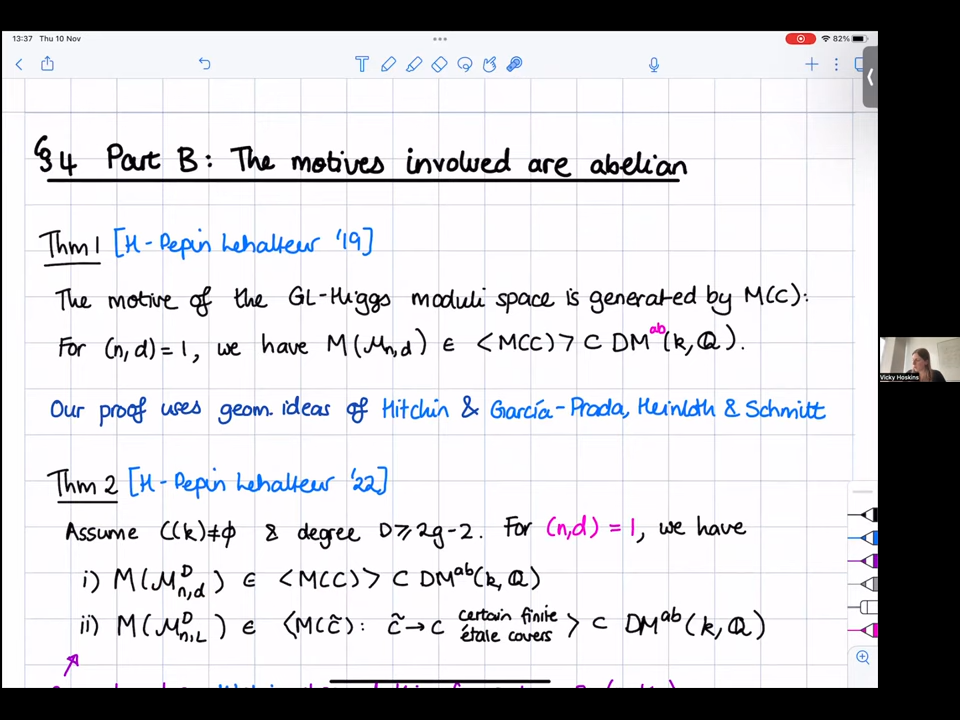 13:37 Thu 10 Nov
82%
§4 Part B: The motives involved are abelian
Thm 1 [H-Pepin Lehalleur '19]
The motive of the GL-Higgs moduli space is generated by M(C):
For (n,d)=1, we have M(ℳ_{n,d}) ∈ <M(C)> ⊂ DM^{ab}(k,ℚ).
Our proof uses geom. ideas of Hitchin & García-Prada, Heinloth & Schmitt
Thm 2 [H-Pepin Lehalleur '22]
Assume C(k)≠∅ & degree D ≥ 2g-2. For (n,d)=1, we have
i) M(ℳ^D_{n,d}) ∈ <M(C)> ⊂ DM^{ab}(k,ℚ)
ii) M(ℳ^D_{n,L}) ∈ <M(C̃): C̃→C certain finite étale covers> ⊂ DM^{ab}(k,ℚ)
Vicky Hoskins